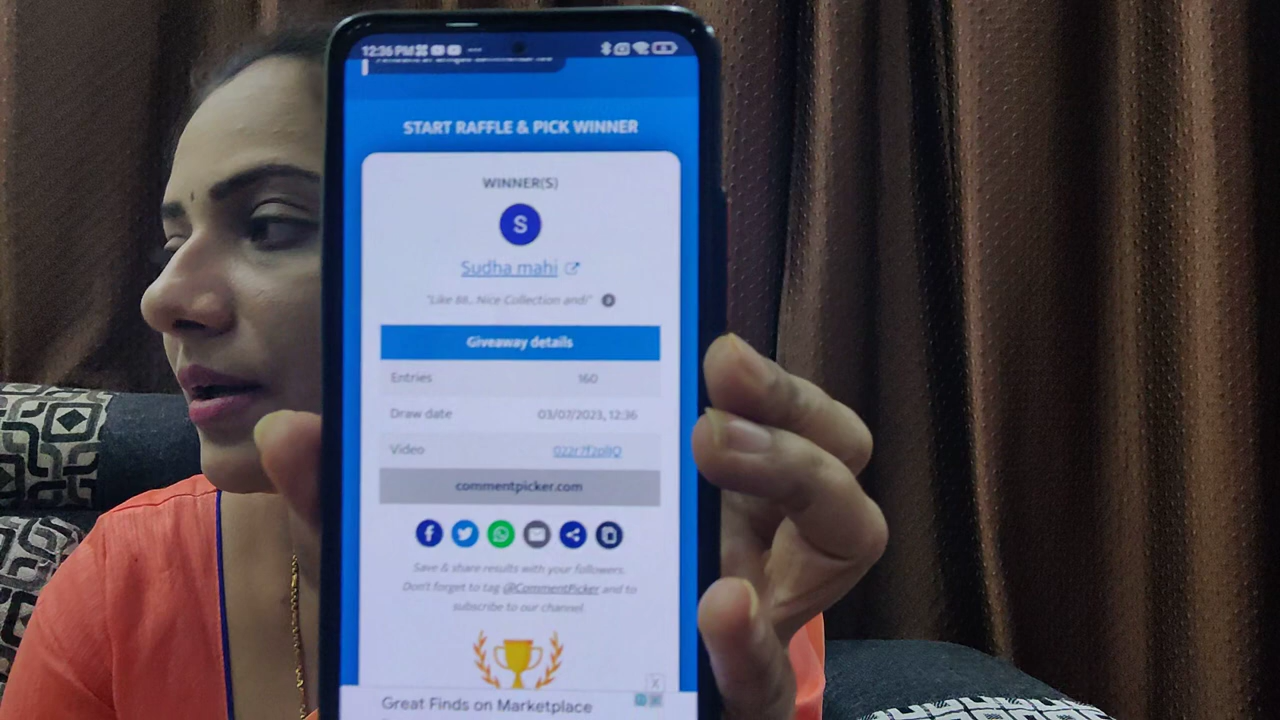 12:36 PM
START RAFFLE & PICK WINNER
WINNER(S)
S
Sudha mahi
"Like 88.. Nice Collection andi"
Giveaway details
Entries 160
Draw date 03/07/2023, 12:36
Video
commentpicker.com
Save & share results with your followers.
Don't forget to tag @CommentPicker and to
subscribe to our channel.
X
Great Finds on Marketplace